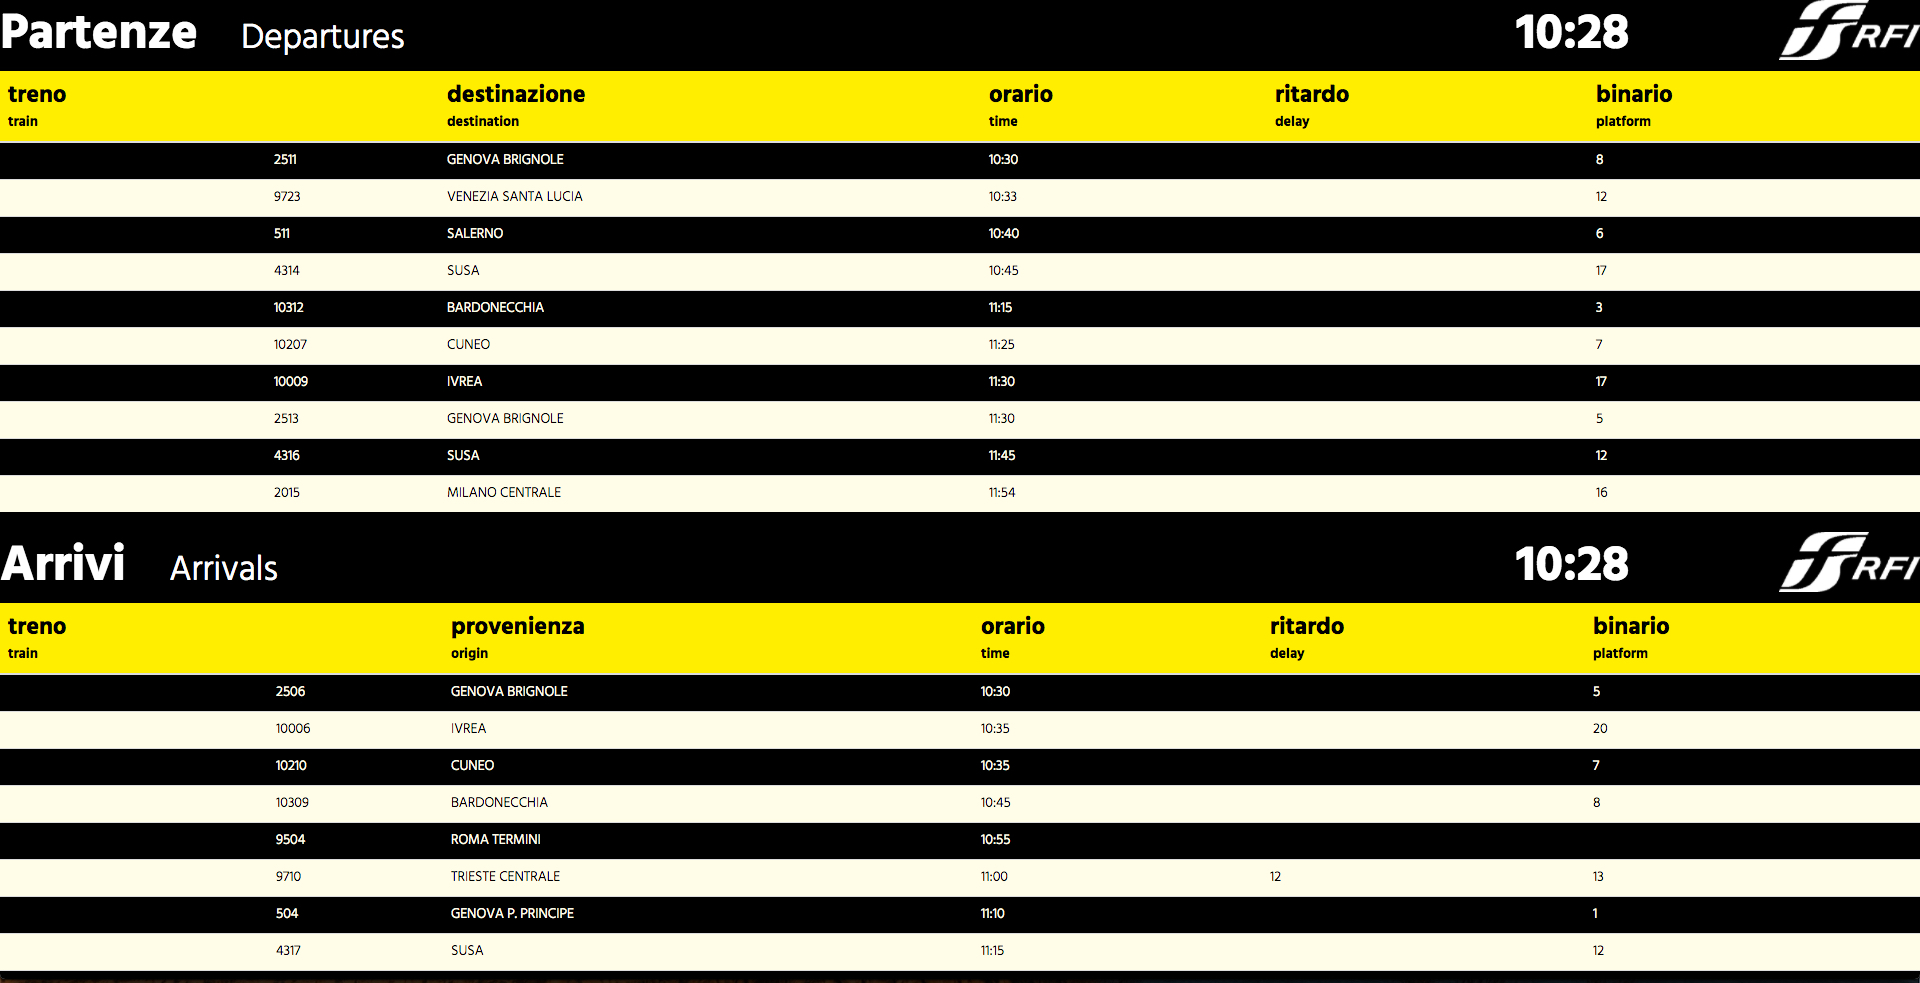 Partenze Departures 10:28 RFI
treno destinazione orario ritardo binario
train destination time delay platform
2511 GENOVA BRIGNOLE 10:30 8
9723 VENEZIA SANTA LUCIA 10:33 12
511 SALERNO 10:40 6
4314 SUSA 10:45 17
10312 BARDONECCHIA 11:15 3
10207 CUNEO 11:25 7
10009 IVREA 11:30 17
2513 GENOVA BRIGNOLE 11:30 5
4316 SUSA 11:45 12
2015 MILANO CENTRALE 11:54 16
Arrivi Arrivals 10:28 RFI
treno provenienza orario ritardo binario
train origin time delay platform
2506 GENOVA BRIGNOLE 10:30 5
10006 IVREA 10:35 20
10210 CUNEO 10:35 7
10309 BARDONECCHIA 10:45 8
9504 ROMA TERMINI 10:55
9710 TRIESTE CENTRALE 11:00 12 13
504 GENOVA P. PRINCIPE 11:10 1
4317 SUSA 11:15 12